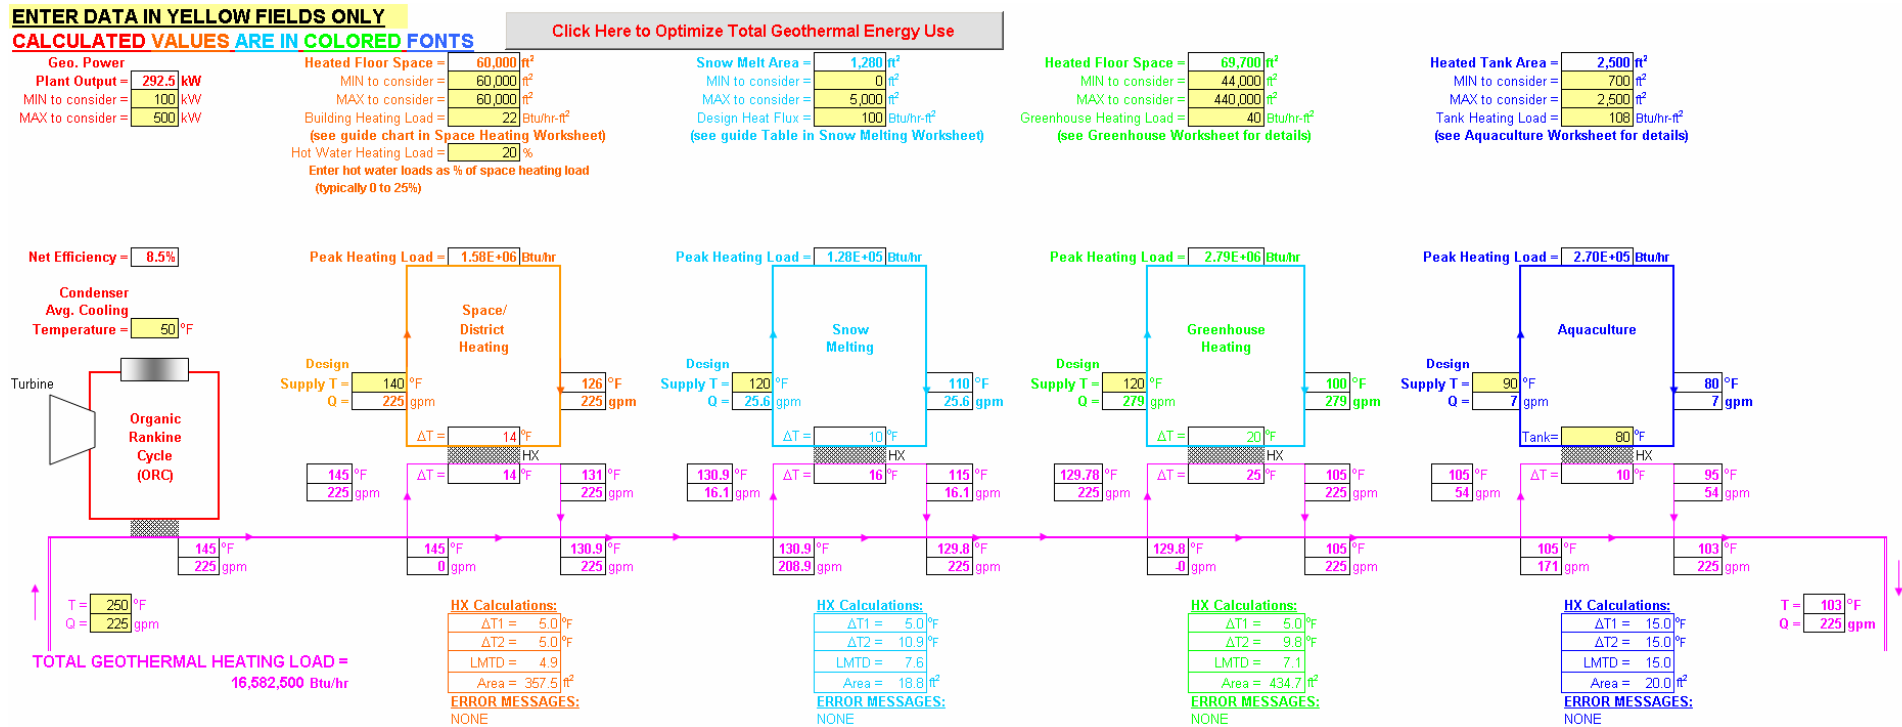 ENTER DATA IN YELLOW FIELDS ONLY
CALCULATED VALUES ARE IN COLORED FONTS
Click Here to Optimize Total Geothermal Energy Use
Geo. Power
Plant Output = 292.5 kW
MIN to consider = 100 kW
MAX to consider = 500 kW
Heated Floor Space = 60,000 ft²
MIN to consider = 60,000 ft²
MAX to consider = 60,000 ft²
Building Heating Load = 22 Btu/hr-ft²
(see guide chart in Space Heating Worksheet)
Hot Water Heating Load = 20 %
Enter hot water loads as % of space heating load
(typically 0 to 25%)
Snow Melt Area = 1,280 ft²
MIN to consider = 0 ft²
MAX to consider = 5,000 ft²
Design Heat Flux = 100 Btu/hr-ft²
(see guide Table in Snow Melting Worksheet)
Heated Floor Space = 69,700 ft²
MIN to consider = 44,000 ft²
MAX to consider = 440,000 ft²
Greenhouse Heating Load = 40 Btu/hr-ft²
(see Greenhouse Worksheet for details)
Heated Tank Area = 2,500 ft²
MIN to consider = 700 ft²
MAX to consider = 2,500 ft²
Tank Heating Load = 108 Btu/hr-ft²
(see Aquaculture Worksheet for details)
Net Efficiency = 8.5%
Condenser
Avg. Cooling
Temperature = 50 °F
Turbine
Organic
Rankine
Cycle
(ORC)
145 °F
225 gpm
T = 250 °F
Q = 225 gpm
TOTAL GEOTHERMAL HEATING LOAD =
16,582,500 Btu/hr
Peak Heating Load = 1.58E+06 Btu/hr
Space/
District
Heating
Design
Supply T = 140 °F
Q = 225 gpm
126 °F
225 gpm
ΔT = 14 °F
HX
145 °F
225 gpm
ΔT = 14 °F
131 °F
225 gpm
145 °F
0 gpm
130.9 °F
225 gpm
HX Calculations:
ΔT1 = 5.0 °F
ΔT2 = 5.0 °F
LMTD = 4.9
Area = 357.5 ft²
ERROR MESSAGES:
NONE
Peak Heating Load = 1.28E+05 Btu/hr
Snow
Melting
Design
Supply T = 120 °F
Q = 25.6 gpm
110 °F
25.6 gpm
ΔT = 10 °F
HX
130.9 °F
16.1 gpm
ΔT = 16 °F
115 °F
16.1 gpm
130.9 °F
208.9 gpm
129.8 °F
225 gpm
HX Calculations:
ΔT1 = 5.0 °F
ΔT2 = 10.9 °F
LMTD = 7.6
Area = 18.8 ft²
ERROR MESSAGES:
NONE
Peak Heating Load = 2.79E+06 Btu/hr
Greenhouse
Heating
Design
Supply T = 120 °F
Q = 279 gpm
100 °F
279 gpm
ΔT = 20 °F
HX
129.78 °F
225 gpm
ΔT = 25 °F
105 °F
225 gpm
129.8 °F
-0 gpm
105 °F
225 gpm
HX Calculations:
ΔT1 = 5.0 °F
ΔT2 = 9.8 °F
LMTD = 7.1
Area = 434.7 ft²
ERROR MESSAGES:
NONE
Peak Heating Load = 2.70E+05 Btu/hr
Aquaculture
Design
Supply T = 90 °F
Q = 7 gpm
80 °F
7 gpm
Tank= 80 °F
HX
105 °F
54 gpm
ΔT = 10 °F
95 °F
54 gpm
105 °F
171 gpm
103 °F
225 gpm
HX Calculations:
ΔT1 = 15.0 °F
ΔT2 = 15.0 °F
LMTD = 15.0
Area = 20.0 ft²
ERROR MESSAGES:
NONE
T = 103 °F
Q = 225 gpm